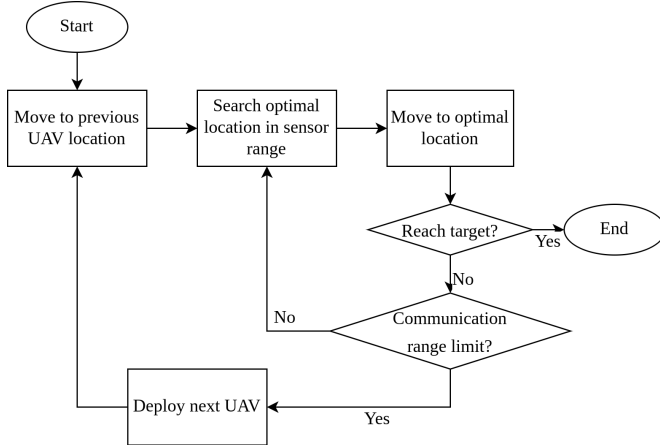 Start
Move to previous
UAV location
Search optimal
location in sensor
range
Move to optimal
location
Reach target?
Yes
End
No
Communication
range limit?
No
Deploy next UAV
Yes